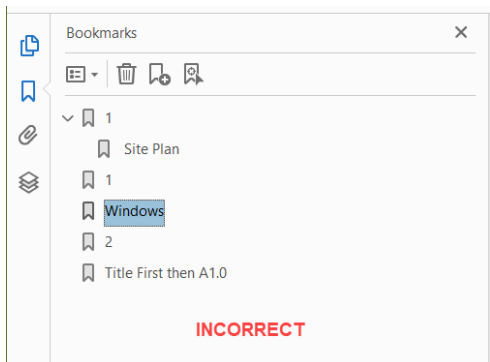 Bookmarks
1
Site Plan
1
Windows
2
Title First then A1.0
INCORRECT